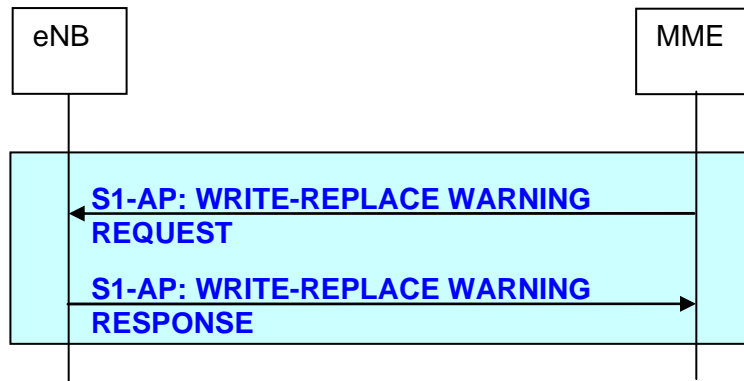 eNB
MME
S1-AP: WRITE-REPLACE WARNING
REQUEST
S1-AP: WRITE-REPLACE WARNING
RESPONSE